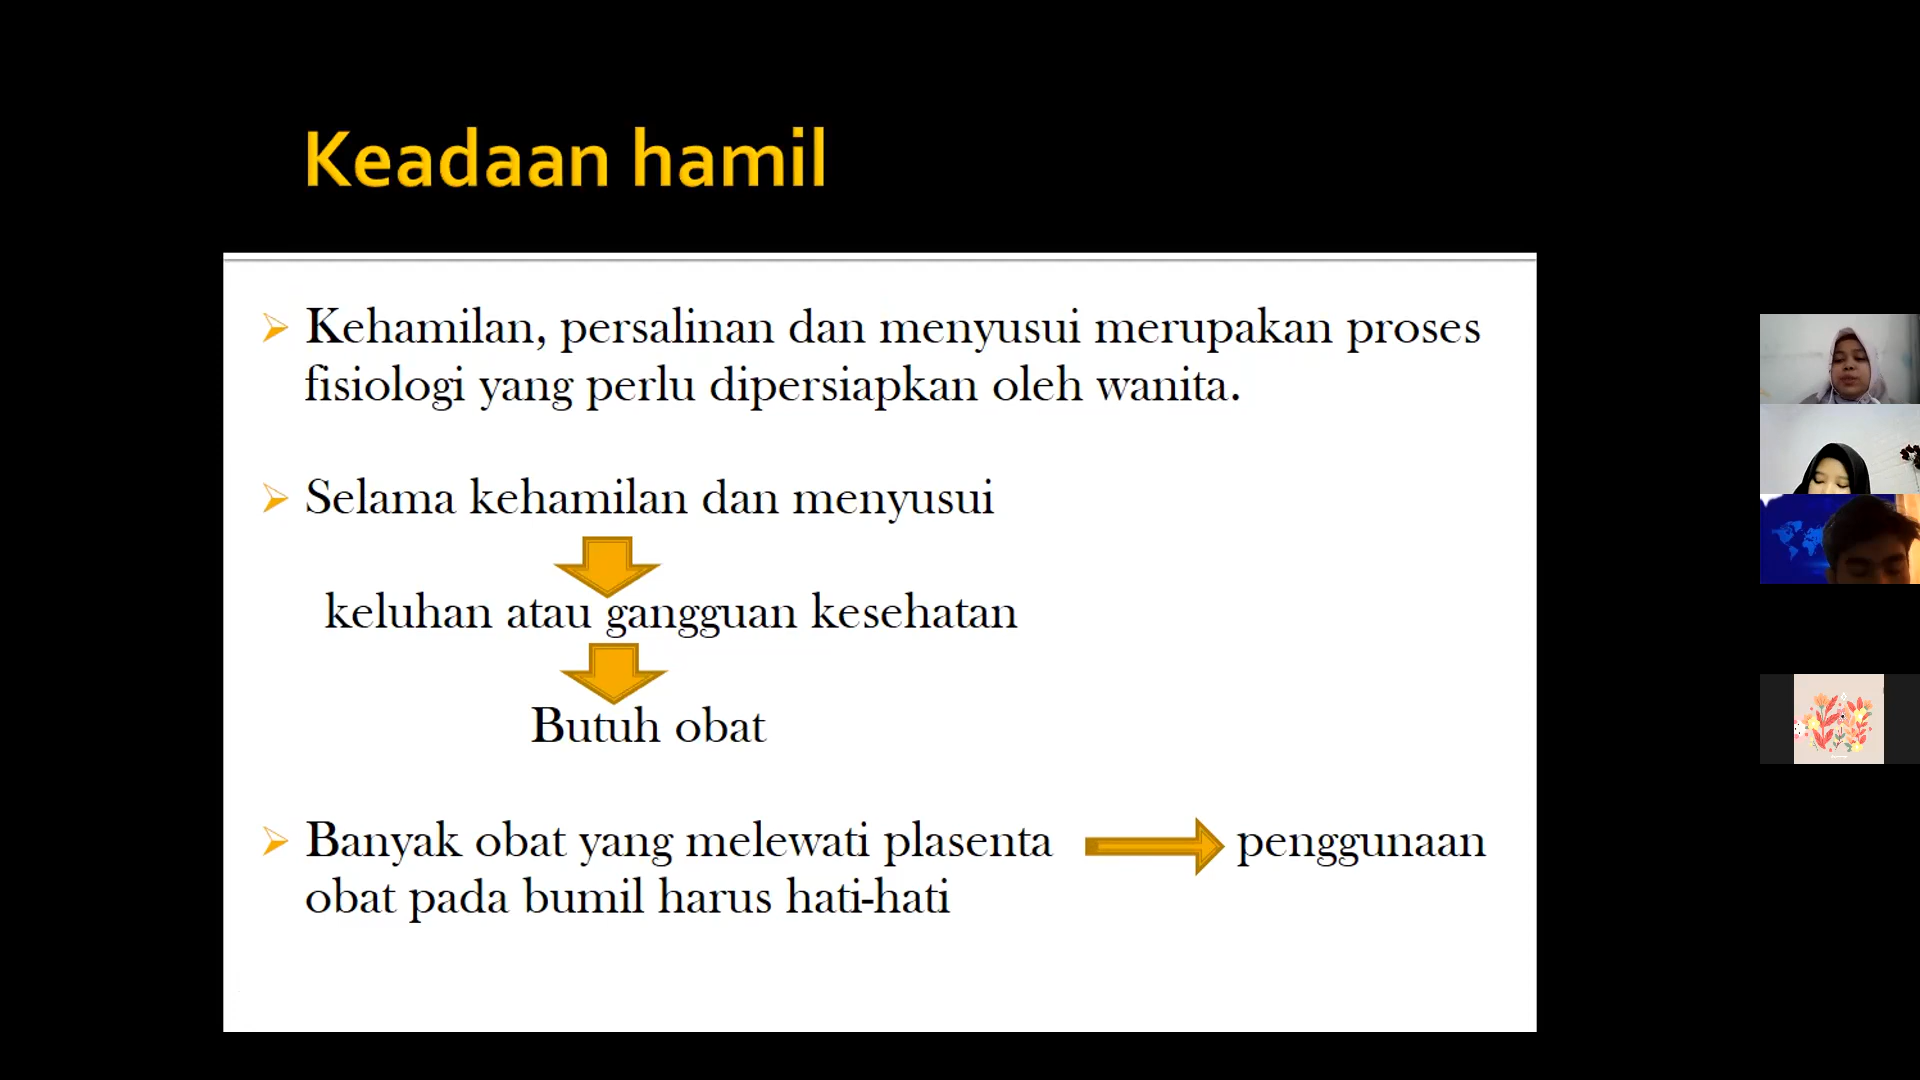 Keadaan hamil
Kehamilan, persalinan dan menyusui merupakan proses
fisiologi yang perlu dipersiapkan oleh wanita.
Selama kehamilan dan menyusui
keluhan atau gangguan kesehatan
Butuh obat
Banyak obat yang melewati plasenta penggunaan
obat pada bumil harus hati-hati